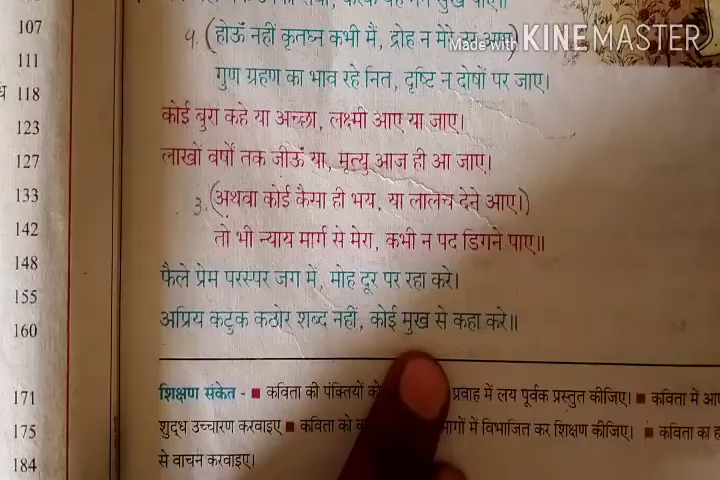 107
111
118
123
127
133
142
148
155
160
171
175
184
Made with KINEMASTER
4. (होऊँ नहीं कृतघ्न कभी मैं, द्रोह न मेरे उर आए)
गुण ग्रहण का भाव रहे नित, दृष्टि न दोषों पर जाए।
कोई बुरा कहे या अच्छा, लक्ष्मी आए या जाए।
लाखों वर्षों तक जीऊँ या, मृत्यु आज ही आ जाए।
3. (अथवा कोई कैसा ही भय, या लालच देने आए।)
तो भी न्याय मार्ग से मेरा, कभी न पद डिगने पाए॥
फैले प्रेम परस्पर जग में, मोह दूर पर रहा करे।
अप्रिय कटुक कठोर शब्द नहीं, कोई मुख से कहा करे॥
शिक्षण संकेत - ■ कविता की पंक्तियों को प्रवाह में लय पूर्वक प्रस्तुत कीजिए। ■ कविता में
शुद्ध उच्चारण करवाइए ■ कविता को में विभाजित कर शिक्षण कीजिए। ■ कविता का
से वाचन करवाइए।